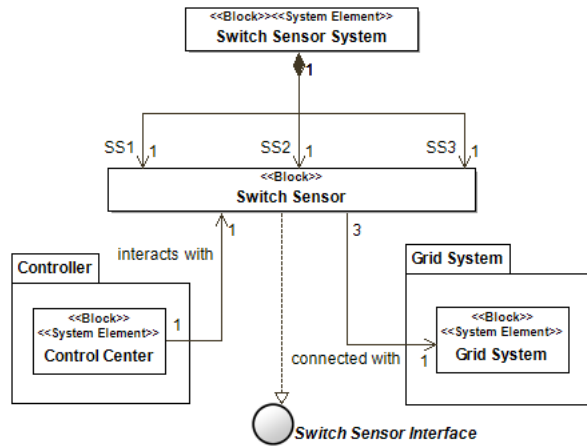 <<Block>><<System Element>>
Switch Sensor System
1
SS1
1
SS2
1
SS3
1
<<Block>>
Switch Sensor
interacts with
1
3
Controller
Grid System
<<Block>>
<<System Element>>
Control Center
1
<<Block>>
<<System Element>>
Grid System
connected with
1
Switch Sensor Interface